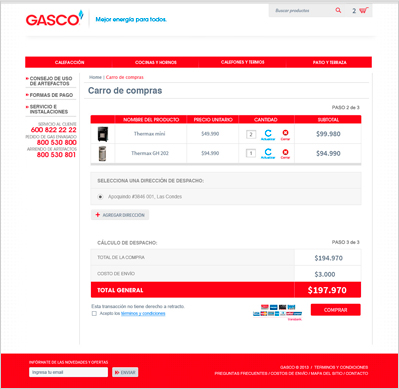 GASCO
Mejor energía para todos.
Buscar productos
2
CALEFACCIÓN
COCINAS Y HORNOS
CALEFONES Y TERMOS
PATIO Y TERRAZA
CONSEJO DE USO
DE ARTEFACTOS
FORMAS DE PAGO
SERVICIO E
INSTALACIONES
SERVICIO AL CLIENTE
600 822 22 22
PEDIDO DE GAS ENVASADO
800 530 800
ARRIENDO DE ARTEFACTOS
800 530 801
Home | Carro de compras
Carro de compras
PASO 2 de 3
NOMBRE DEL PRODUCTO
PRECIO UNITARIO
CANTIDAD
SUBTOTAL
Thermax mini
$49.990
2
Actualizar
Cerrar
$99.980
Thermax GH 202
$94.990
1
Actualizar
Cerrar
$94.990
SELECCIONA UNA DIRECCIÓN DE DESPACHO:
Apoquindo #5846 001, Las Condes
+ AGREGAR DIRECCIÓN
CÁLCULO DE DESPACHO:
PASO 3 de 3
TOTAL DE LA COMPRA
$194.970
COSTO DE ENVÍO
$3.000
TOTAL GENERAL
$197.970
Esta transacción no tiene derecho a retracto.
Acepto los términos y condiciones
COMPRAR
INFÓRMATE DE LAS NOVEDADES Y OFERTAS
Ingresa tu email
ENVIAR
GASCO © 2013 | TERMINOS Y CONDICIONES
PREGUNTAS FRECUENTES / COSTOS DE ENVÍO / MAPA DEL SITIO / CONTACTO